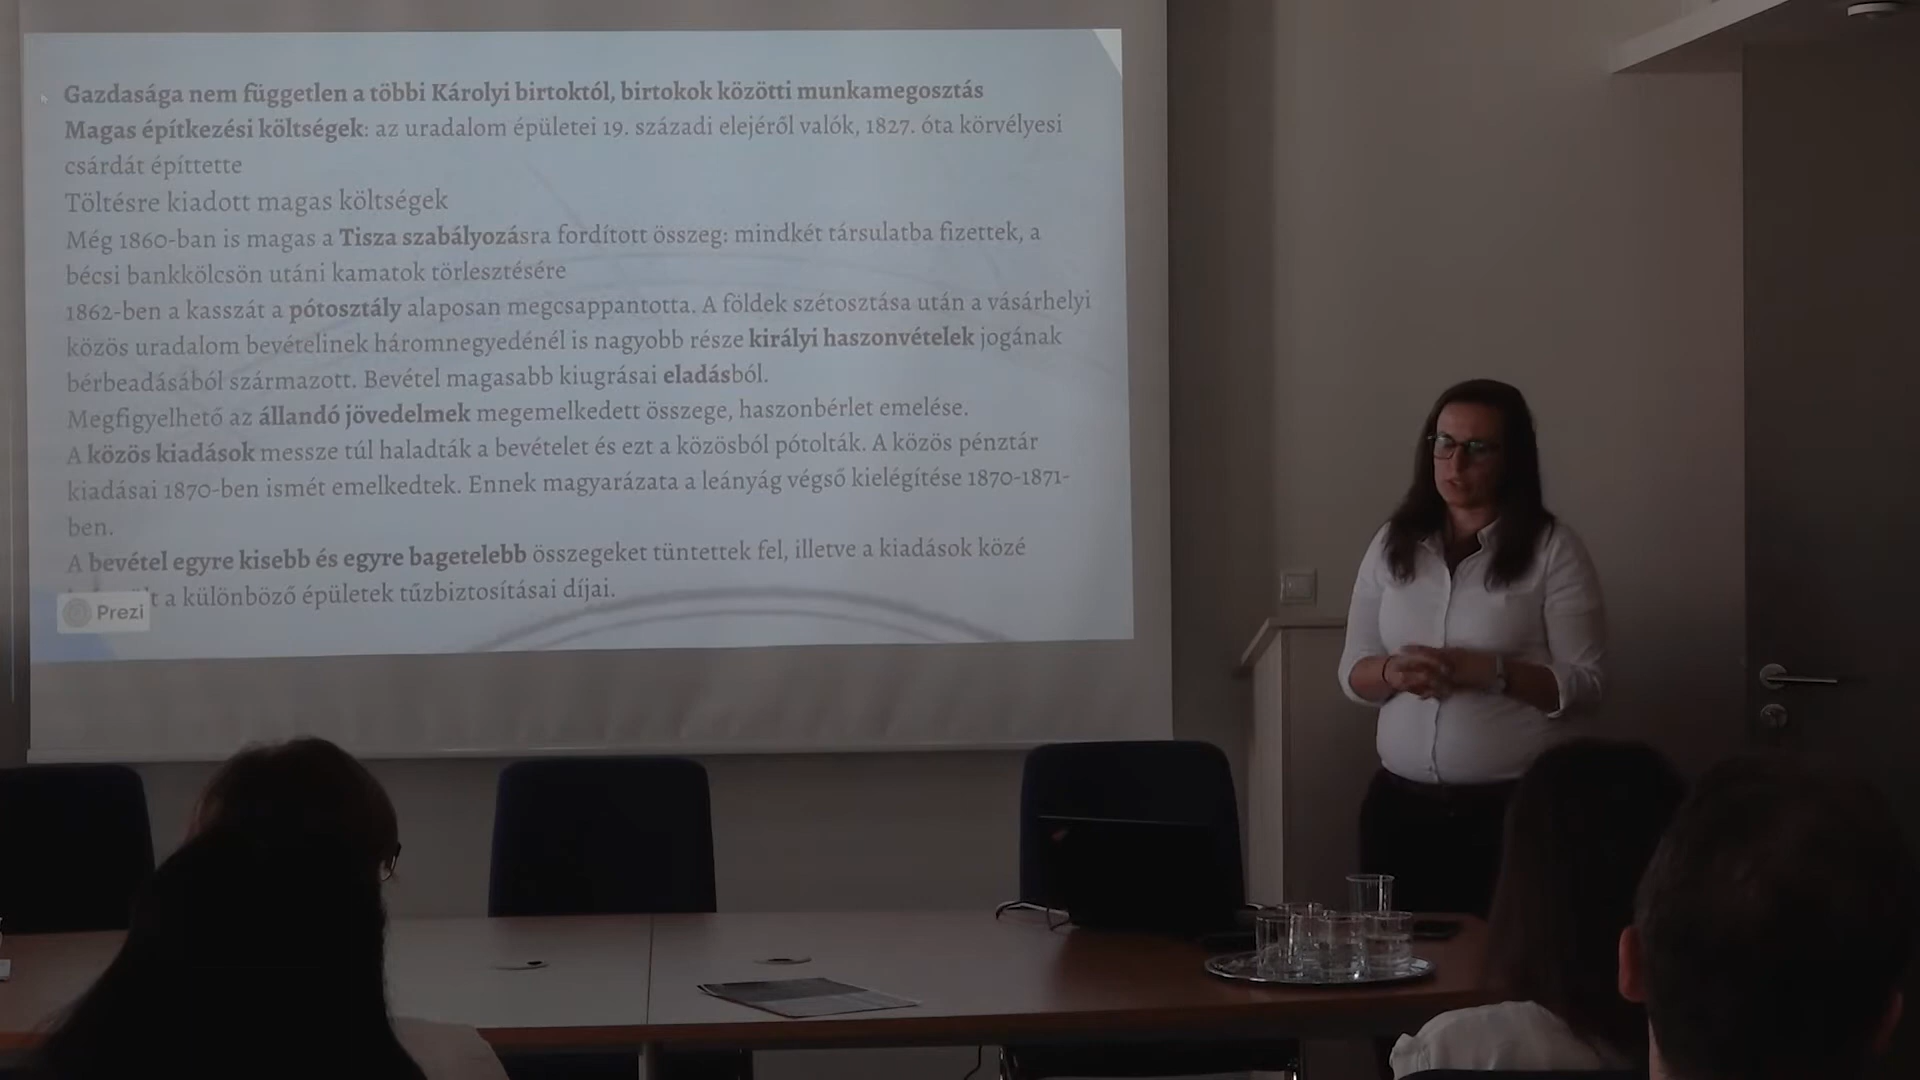 Gazdasága nem független a többi Károlyi birtoktól, birtokok közötti munkamegosztás
Magas építkezési költségek: az uradalom épületei 19. századi elejéről valók, 1827. óta körvélyesi
csárdát építtette
Töltésre kiadott magas költségek
Még 1860-ban is magas a Tisza szabályozásra fordított összeg: mindkét társulatba fizettek, a
bécsi bankkölcsön utáni kamatok törlesztésére
1862-ben a kasszát a pótosztály alaposan megcsappantotta. A földek szétosztása után a vásárhelyi
közös uradalom bevételinek háromnegyedénél is nagyobb része királyi haszonvételek jogának
bérbeadásából származott. Bevétel magasabb kiugrásai eladásból.
Megfigyelhető az állandó jövedelmek megemelkedett összege, haszonbérlet emelése.
A közös kiadások messze túl haladták a bevételet és ezt a közösból pótolták. A közös pénztár
kiadásai 1870-ben ismét emelkedtek. Ennek magyarázata a leányág végső kielégítése 1870-1871-
ben.
A bevétel egyre kisebb és egyre bagetelebb összegeket tüntettek fel, illetve a kiadások közé
a különböző épületek tűzbiztosításai díjai.
Prezi